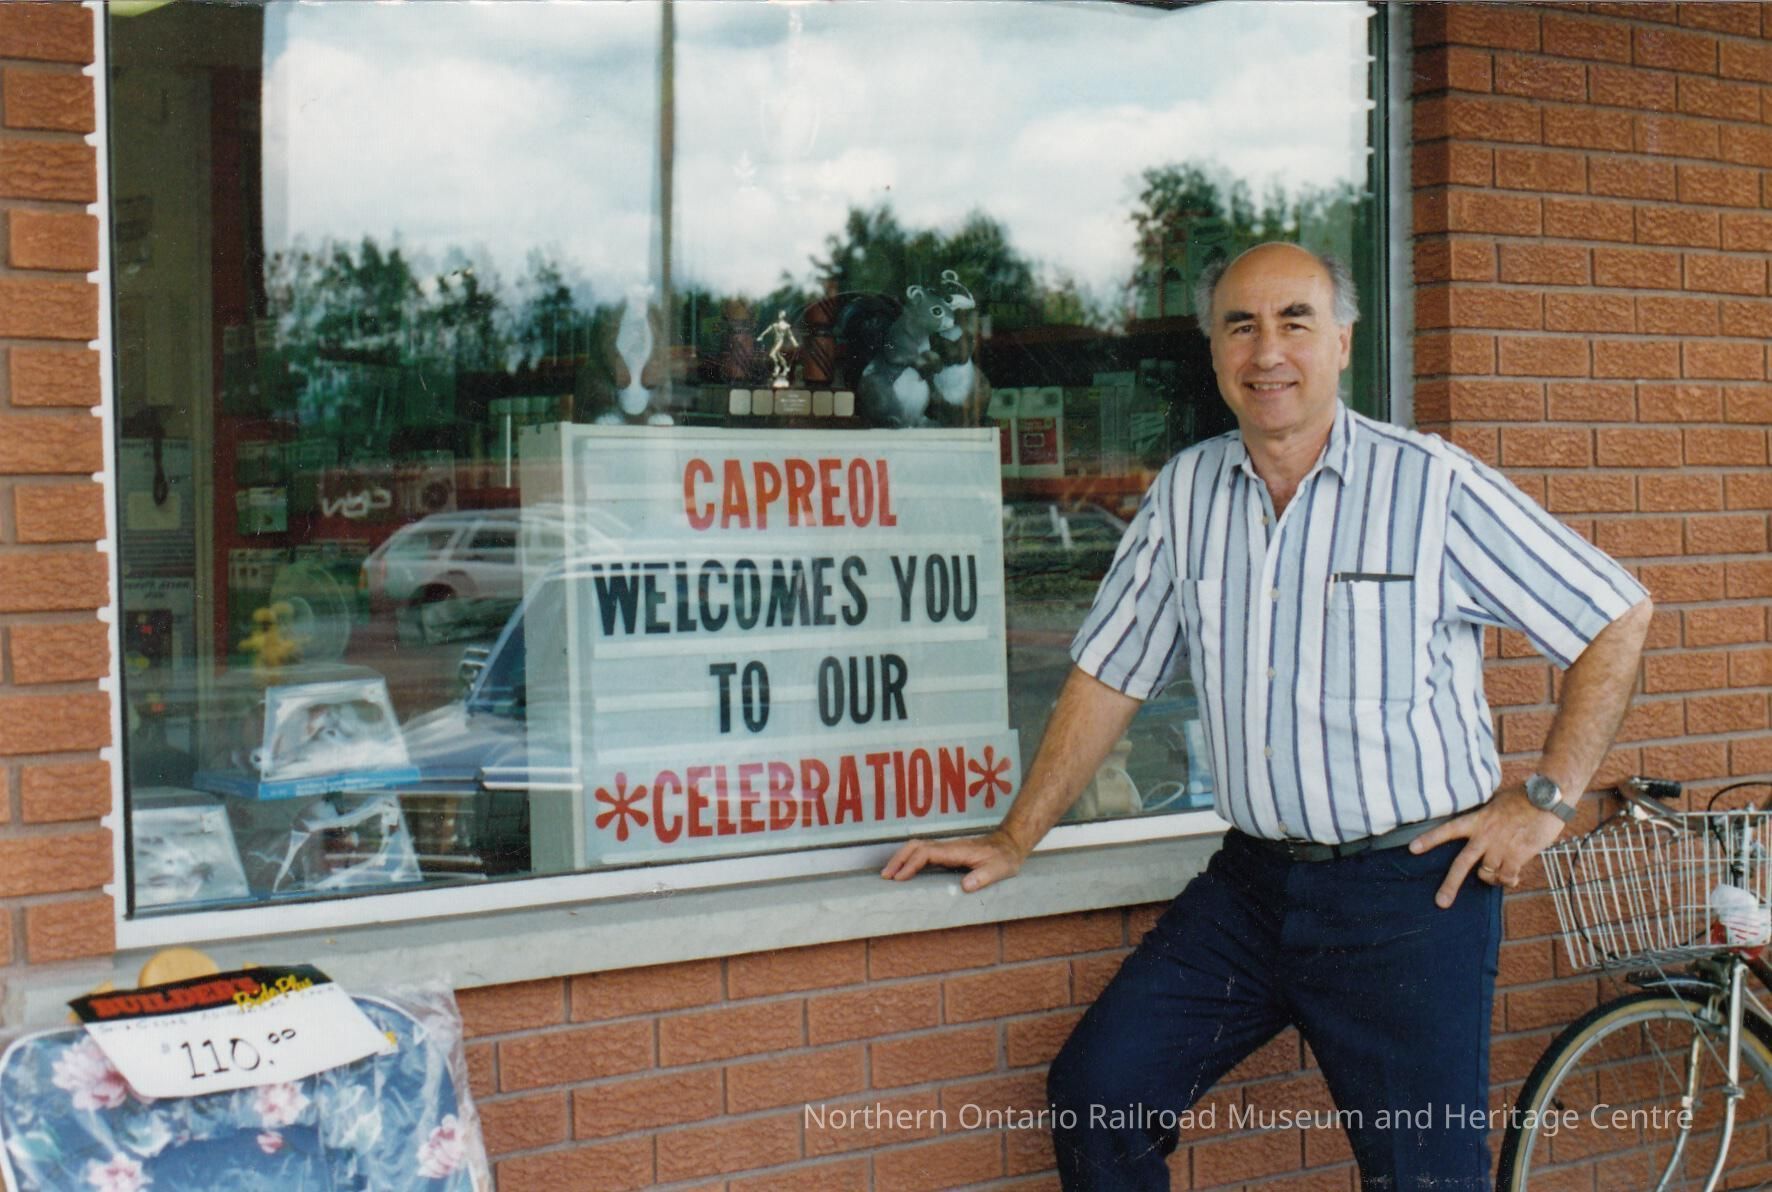 CAPREOL
WELCOMES YOU
TO OUR
*CELEBRATION*
BUILDER'S
110.00
Northern Ontario Railroad Museum and Heritage Centre